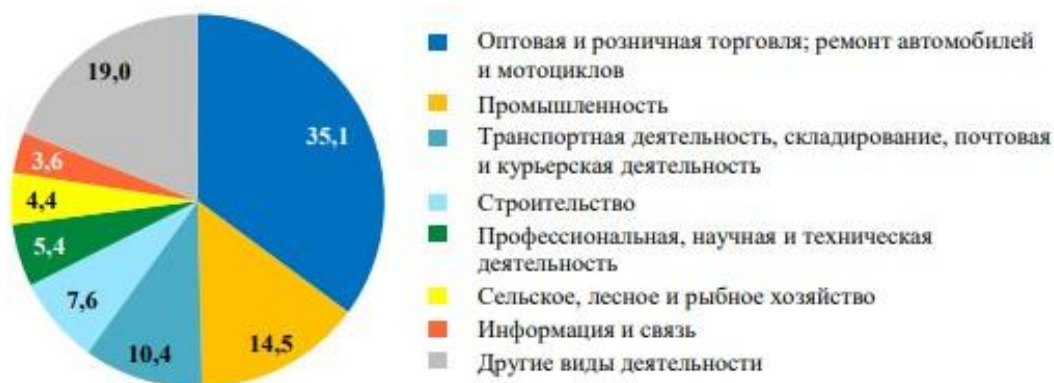 19,0
35,1
3,6
4,4
5,4
7,6
10,4
14,5
Оптовая и розничная торговля; ремонт автомобилей
и мотоциклов
Промышленность
Транспортная деятельность, складирование, почтовая
и курьерская деятельность
Строительство
Профессиональная, научная и техническая
деятельность
Сельское, лесное и рыбное хозяйство
Информация и связь
Другие виды деятельности